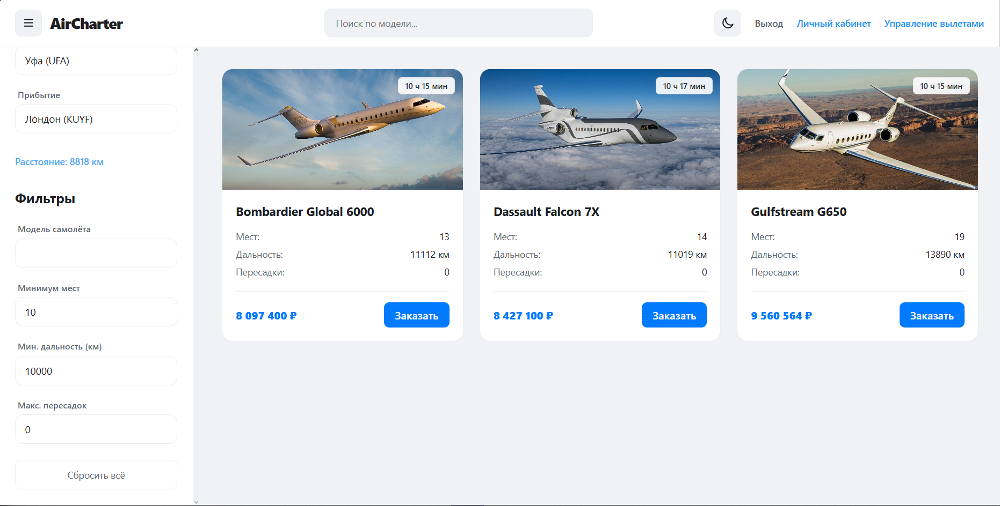 AirCharter
Поиск по модели...
Выход
Личный кабинет
Управление вылетами
Уфа (UFA)
Прибытие
Лондон (KUYF)
Расстояние: 8818 км
Фильтры
Модель самолёта
Минимум мест
10
Мин. дальность (км)
10000
Макс. пересадок
0
Сбросить всё
10 ч 15 мин
Bombardier Global 6000
Мест: 13
Дальность: 11112 км
Пересадки: 0
8 097 400 ₽
Заказать
10 ч 17 мин
Dassault Falcon 7X
Мест: 14
Дальность: 11019 км
Пересадки: 0
8 427 100 ₽
Заказать
10 ч 15 мин
Gulfstream G650
Мест: 19
Дальность: 13890 км
Пересадки: 0
9 560 564 ₽
Заказать